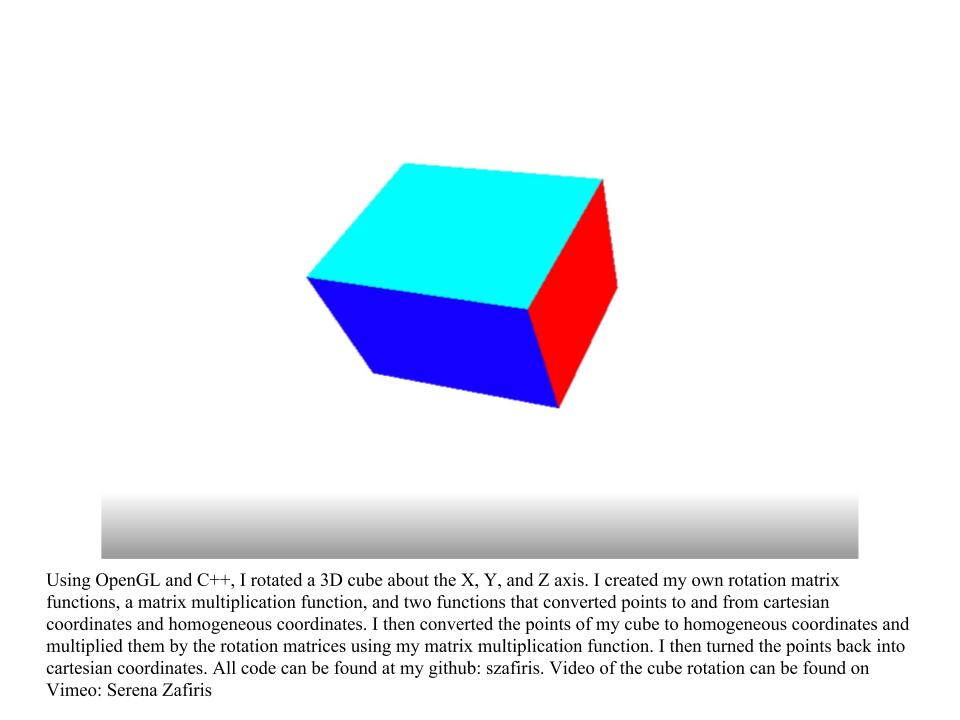 Using OpenGL and C++, I rotated a 3D cube about the X, Y, and Z axis. I created my own rotation matrix
functions, a matrix multiplication function, and two functions that converted points to and from cartesian
coordinates and homogeneous coordinates. I then converted the points of my cube to homogeneous coordinates and
multiplied them by the rotation matrices using my matrix multiplication function. I then turned the points back into
cartesian coordinates. All code can be found at my github: szafiris. Video of the cube rotation can be found on
Vimeo: Serena Zafiris